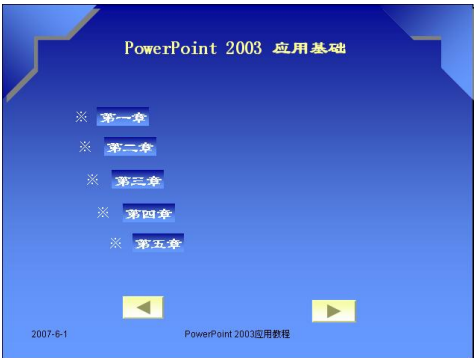 PowerPoint 2003 应用基础
※ 第一章
※ 第二章
※ 第三章
※ 第四章
※ 第五章
2007-6-1 PowerPoint 2003应用教程